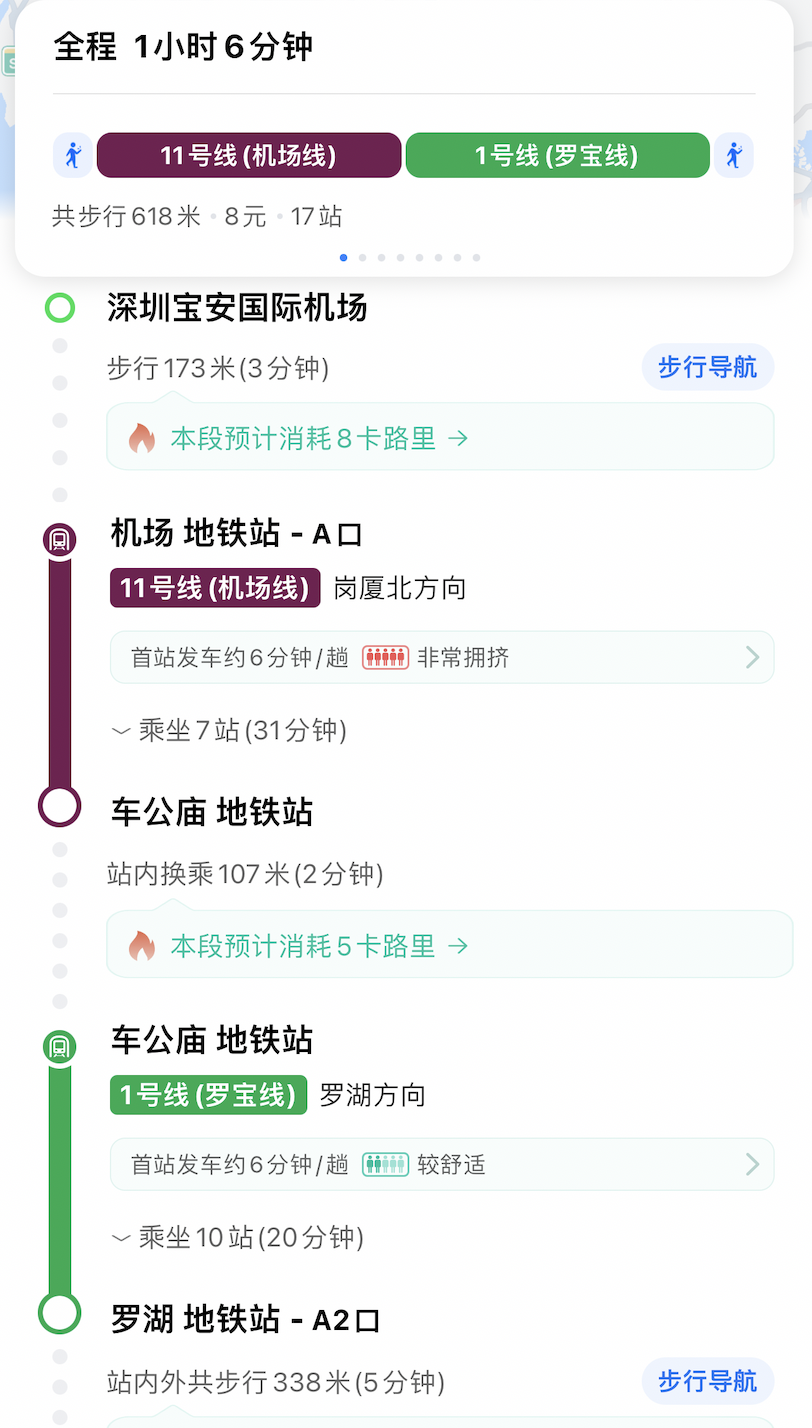 全程 1小时6分钟
11号线(机场线) 1号线(罗宝线)
共步行618米·8元·17站
深圳宝安国际机场
步行173米(3分钟) 步行导航
本段预计消耗8卡路里 →
机场 地铁站 - A口
11号线(机场线) 岗厦北方向
首站发车约6分钟/趟 非常拥挤
乘坐7站(31分钟)
车公庙 地铁站
站内换乘107米(2分钟)
本段预计消耗5卡路里 →
车公庙 地铁站
1号线(罗宝线) 罗湖方向
首站发车约6分钟/趟 较舒适
乘坐10站(20分钟)
罗湖 地铁站 - A2口
站内外共步行338米(5分钟) 步行导航